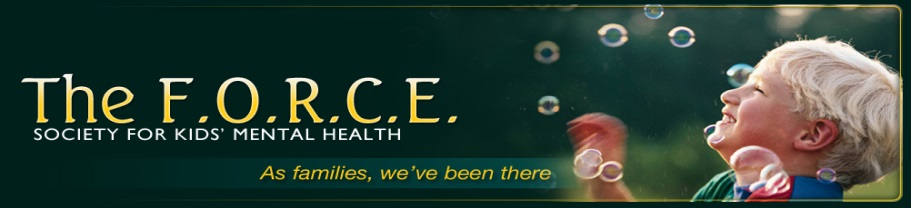 The F.O.R.C.E.
SOCIETY FOR KIDS' MENTAL HEALTH
As families, we've been there